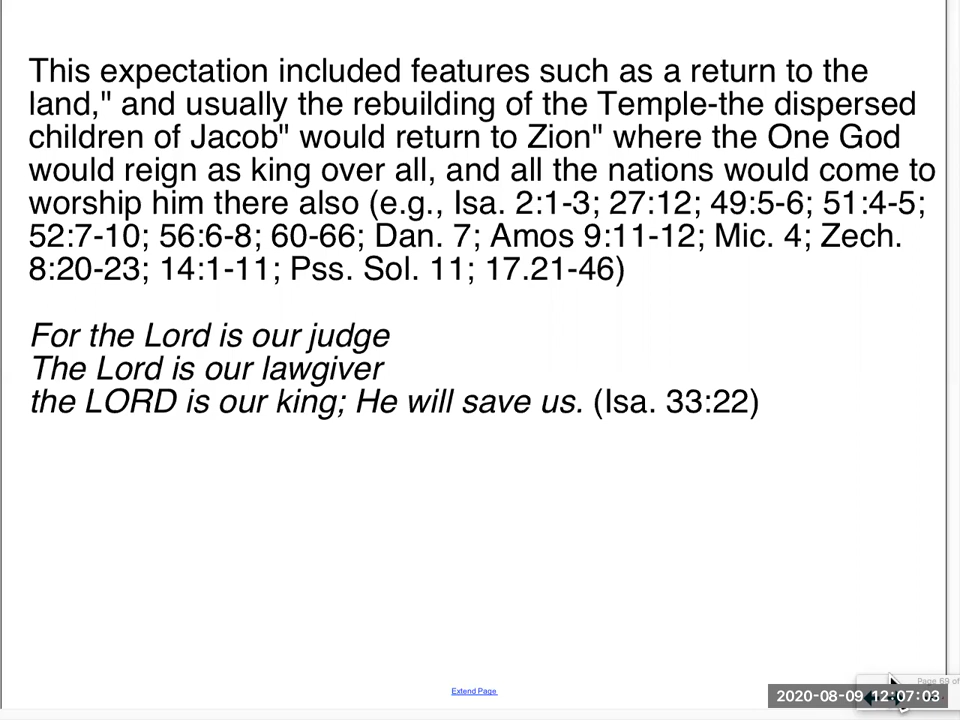 This expectation included features such as a return to the
land," and usually the rebuilding of the Temple-the dispersed
children of Jacob" would return to Zion" where the One God
would reign as king over all, and all the nations would come to
worship him there also (e.g., Isa. 2:1-3; 27:12; 49:5-6; 51:4-5;
52:7-10; 56:6-8; 60-66; Dan. 7; Amos 9:11-12; Mic. 4; Zech.
8:20-23; 14:1-11; Pss. Sol. 11; 17.21-46)
For the Lord is our judge
The Lord is our lawgiver
the LORD is our king; He will save us. (Isa. 33:22)
Page 69 of
Extend Page
2020-08-09 12:07:03